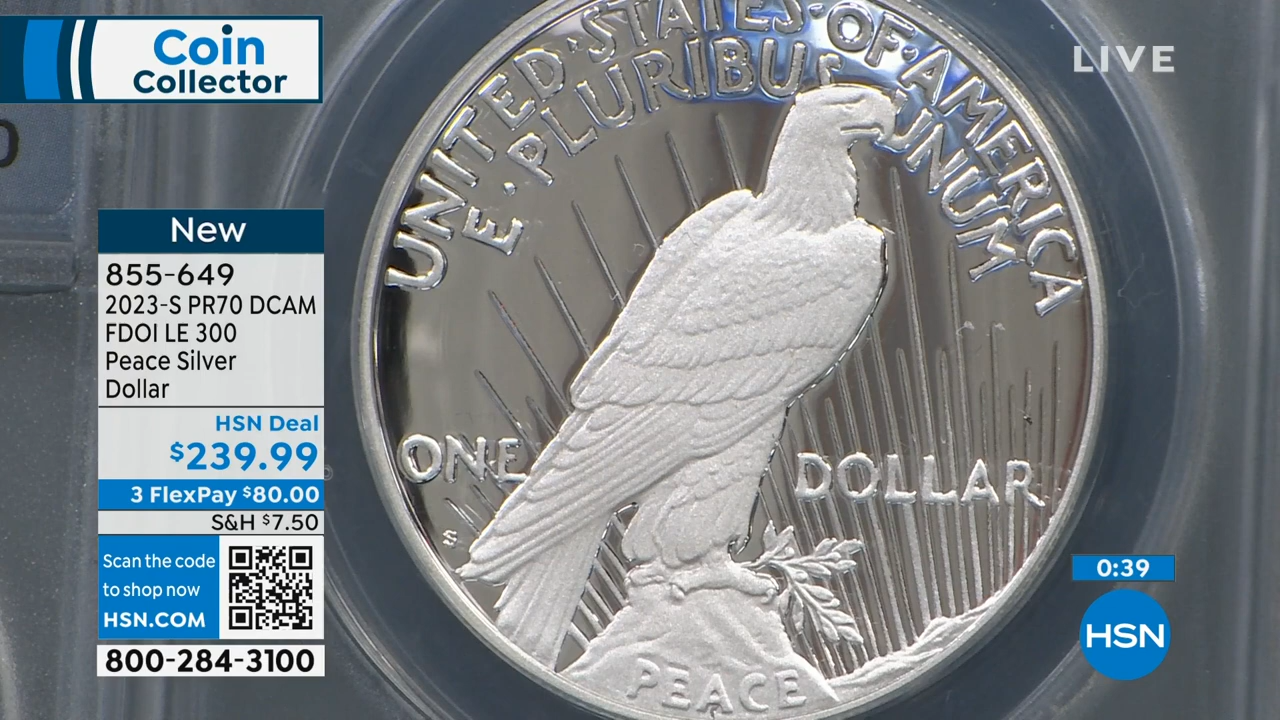 Coin
Collector
LIVE
New
855-649
2023-S PR70 DCAM
FDOI LE 300
Peace Silver
Dollar
HSN Deal
$239.99
3 FlexPay $80.00
S&H $7.50
Scan the code
to shop now
HSN.COM
800-284-3100
UNITED·STATES·OF·AMERICA
E·PLURIBUS UNUM
ONE DOLLAR
S
PEACE
0:39
HSN